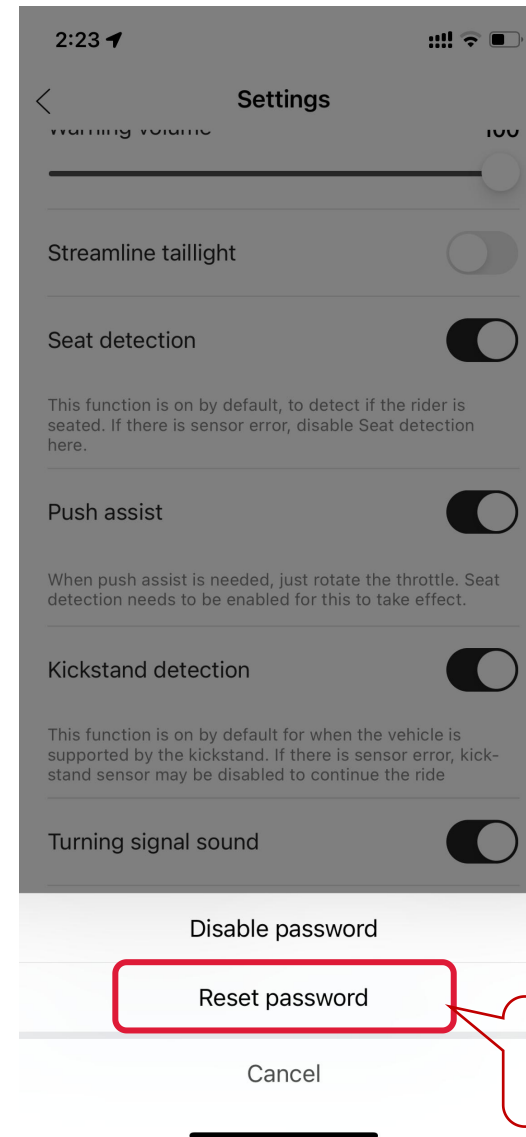 2:23
Settings
Warning volume 100
Streamline taillight
Seat detection
This function is on by default, to detect if the rider is
seated. If there is sensor error, disable Seat detection
here.
Push assist
When push assist is needed, just rotate the throttle. Seat
detection needs to be enabled for this to take effect.
Kickstand detection
This function is on by default for when the vehicle is
supported by the kickstand. If there is sensor error, kick-
stand sensor may be disabled to continue the ride
Turning signal sound
Disable password
Reset password
Cancel